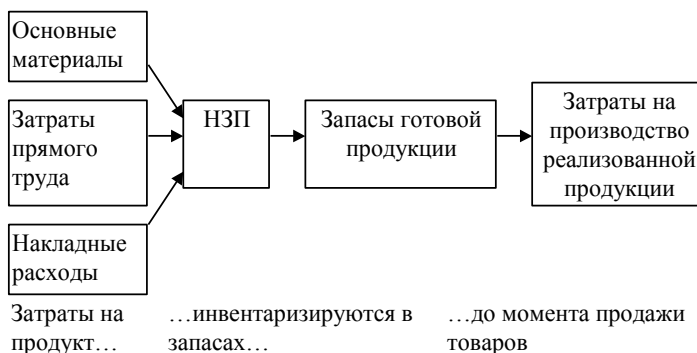 Основные
материалы
Затраты
прямого
труда
Накладные
расходы
НЗП
Запасы готовой
продукции
Затраты на
производство
реализованной
продукции
Затраты на
продукт…
…инвентаризируются в
запасах…
…до момента продажи
товаров